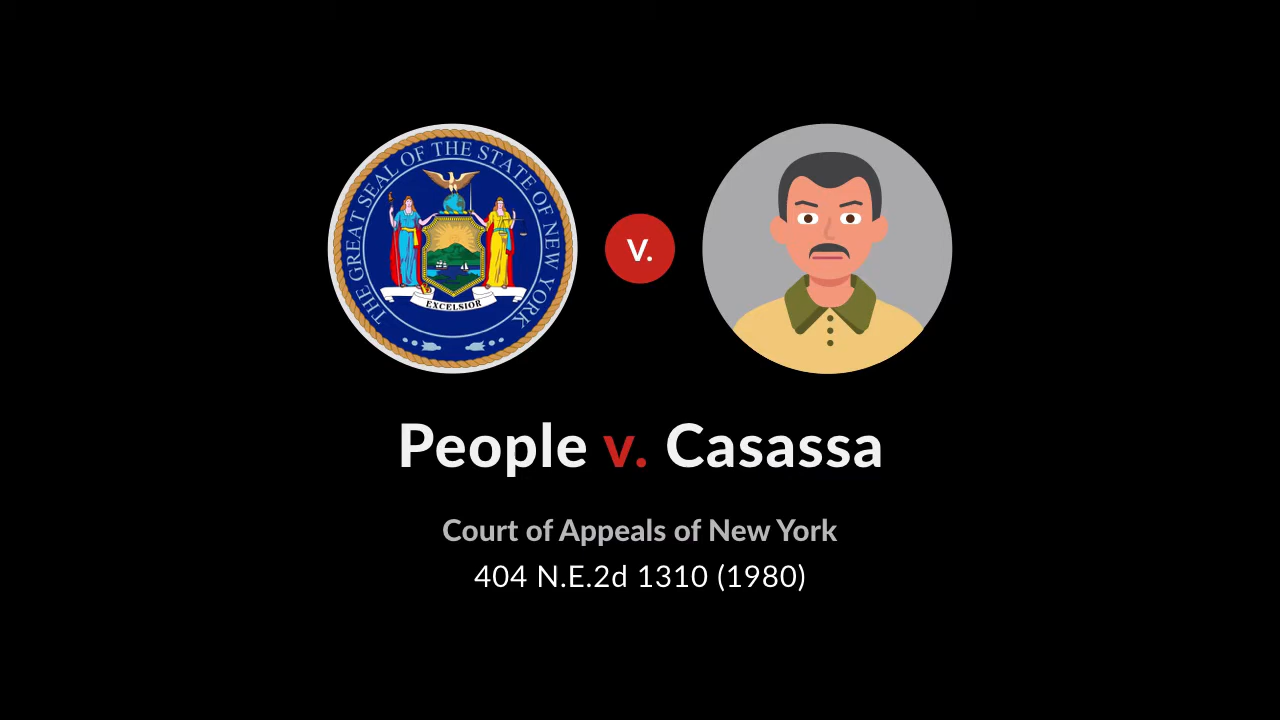 THE GREAT SEAL OF THE STATE OF NEW YORK
EXCELSIOR
V.
People v. Casassa
Court of Appeals of New York
404 N.E.2d 1310 (1980)